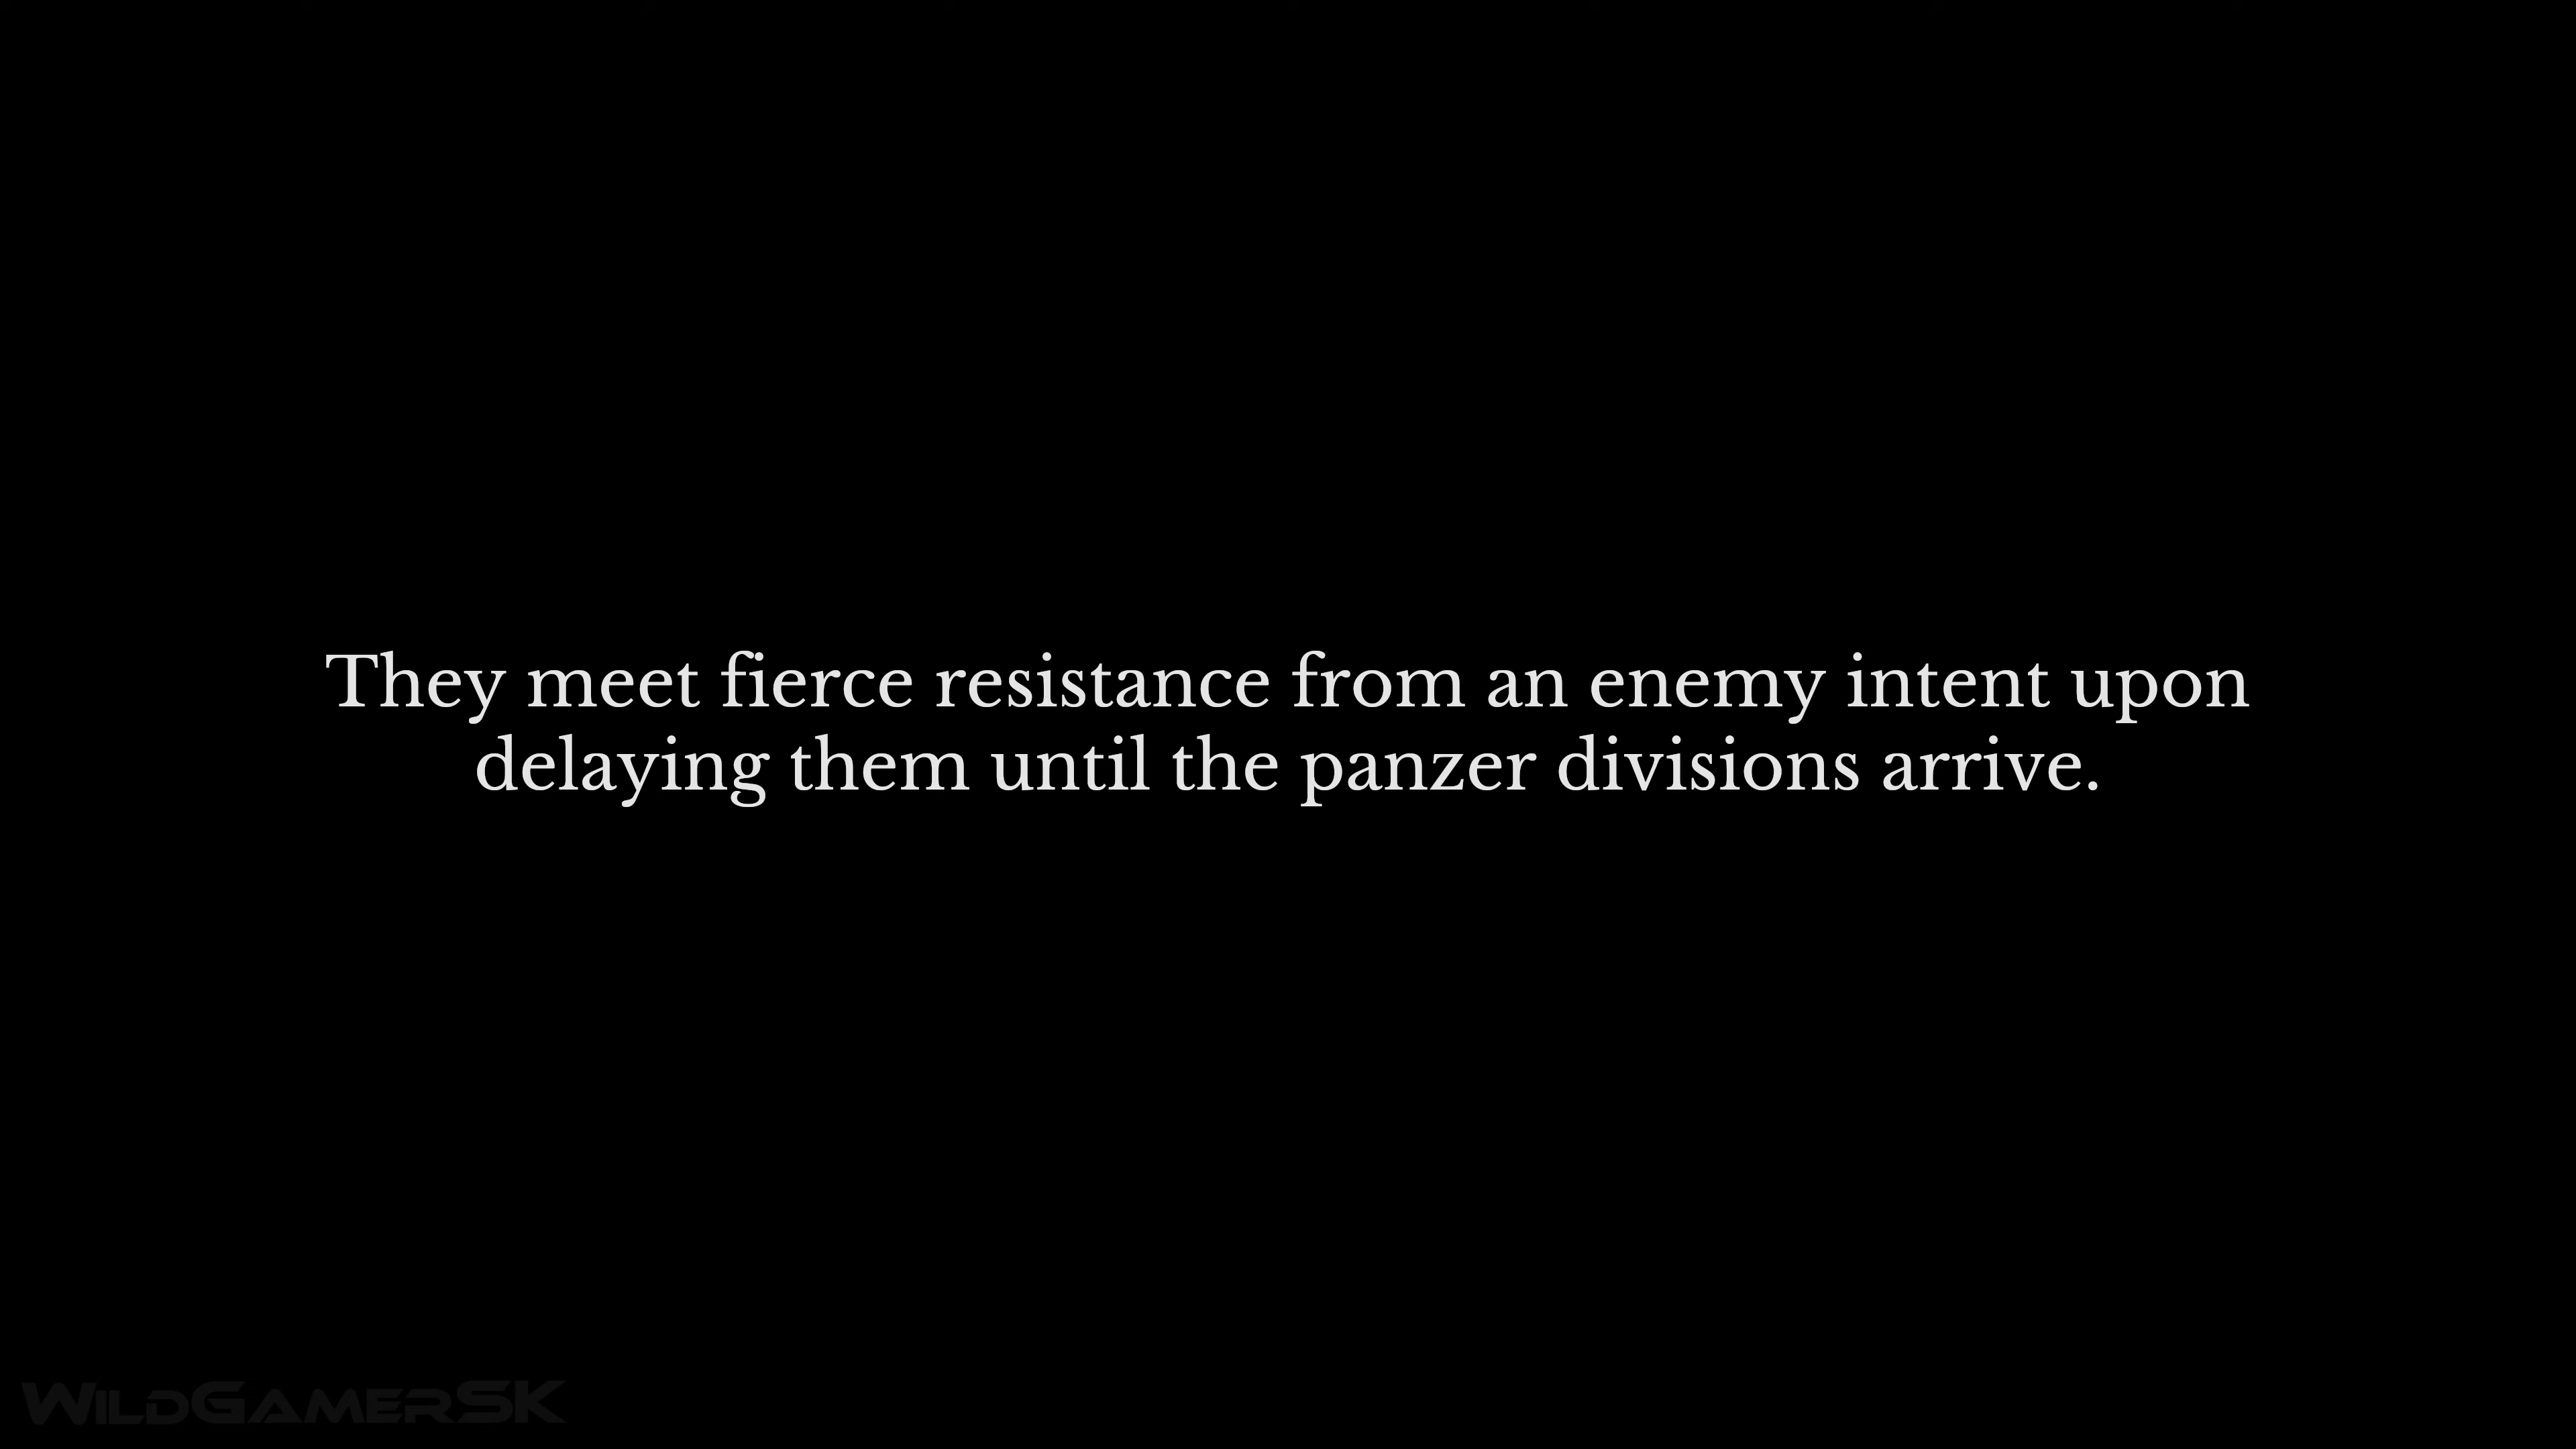 They meet fierce resistance from an enemy intent upon
delaying them until the panzer divisions arrive.
WildGamerSK